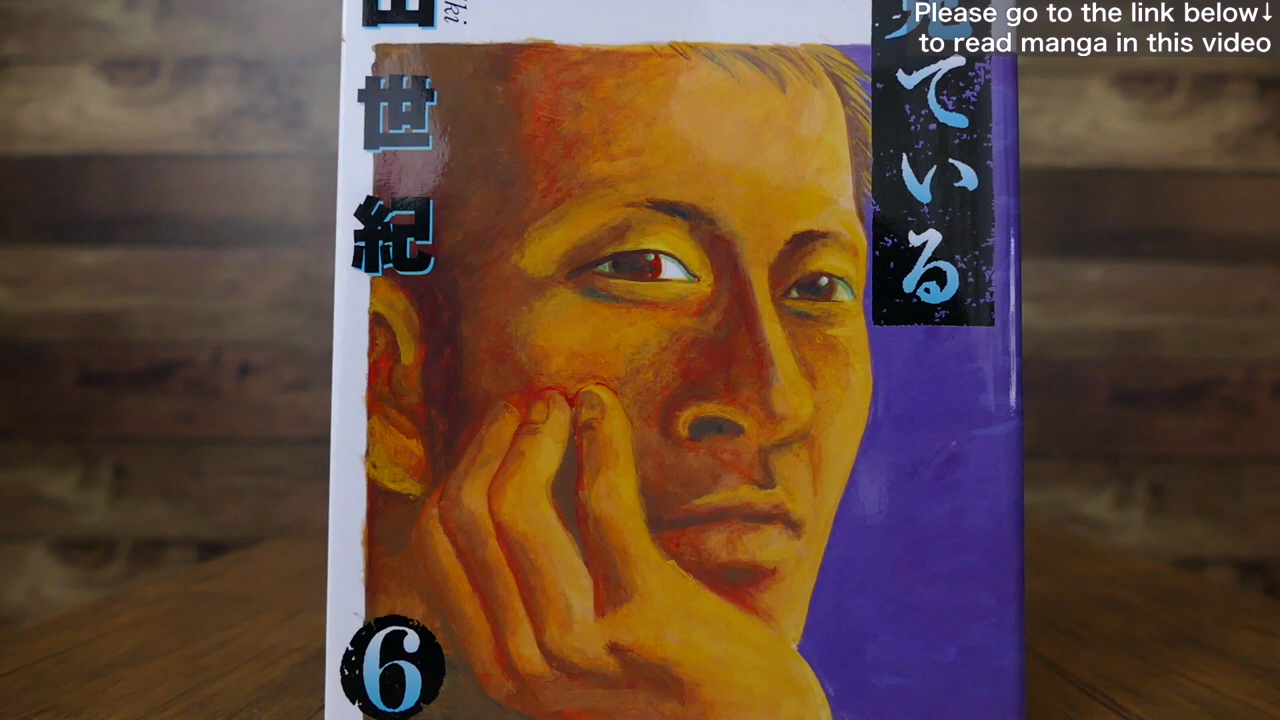 Please go to the link below↓
to read manga in this video
ている
世紀
6